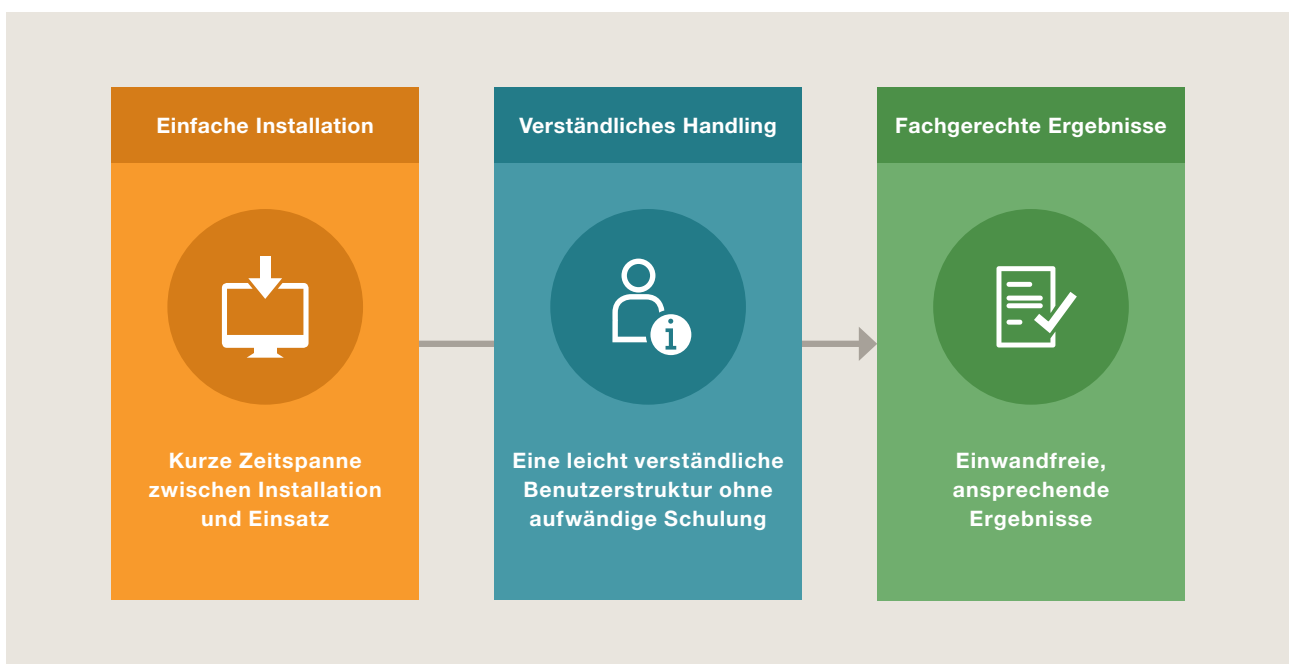 Einfache Installation
Kurze Zeitspanne
zwischen Installation
und Einsatz
Verständliches Handling
i
Eine leicht verständliche
Benutzerstruktur ohne
aufwändige Schulung
Fachgerechte Ergebnisse
Einwandfreie,
ansprechende
Ergebnisse